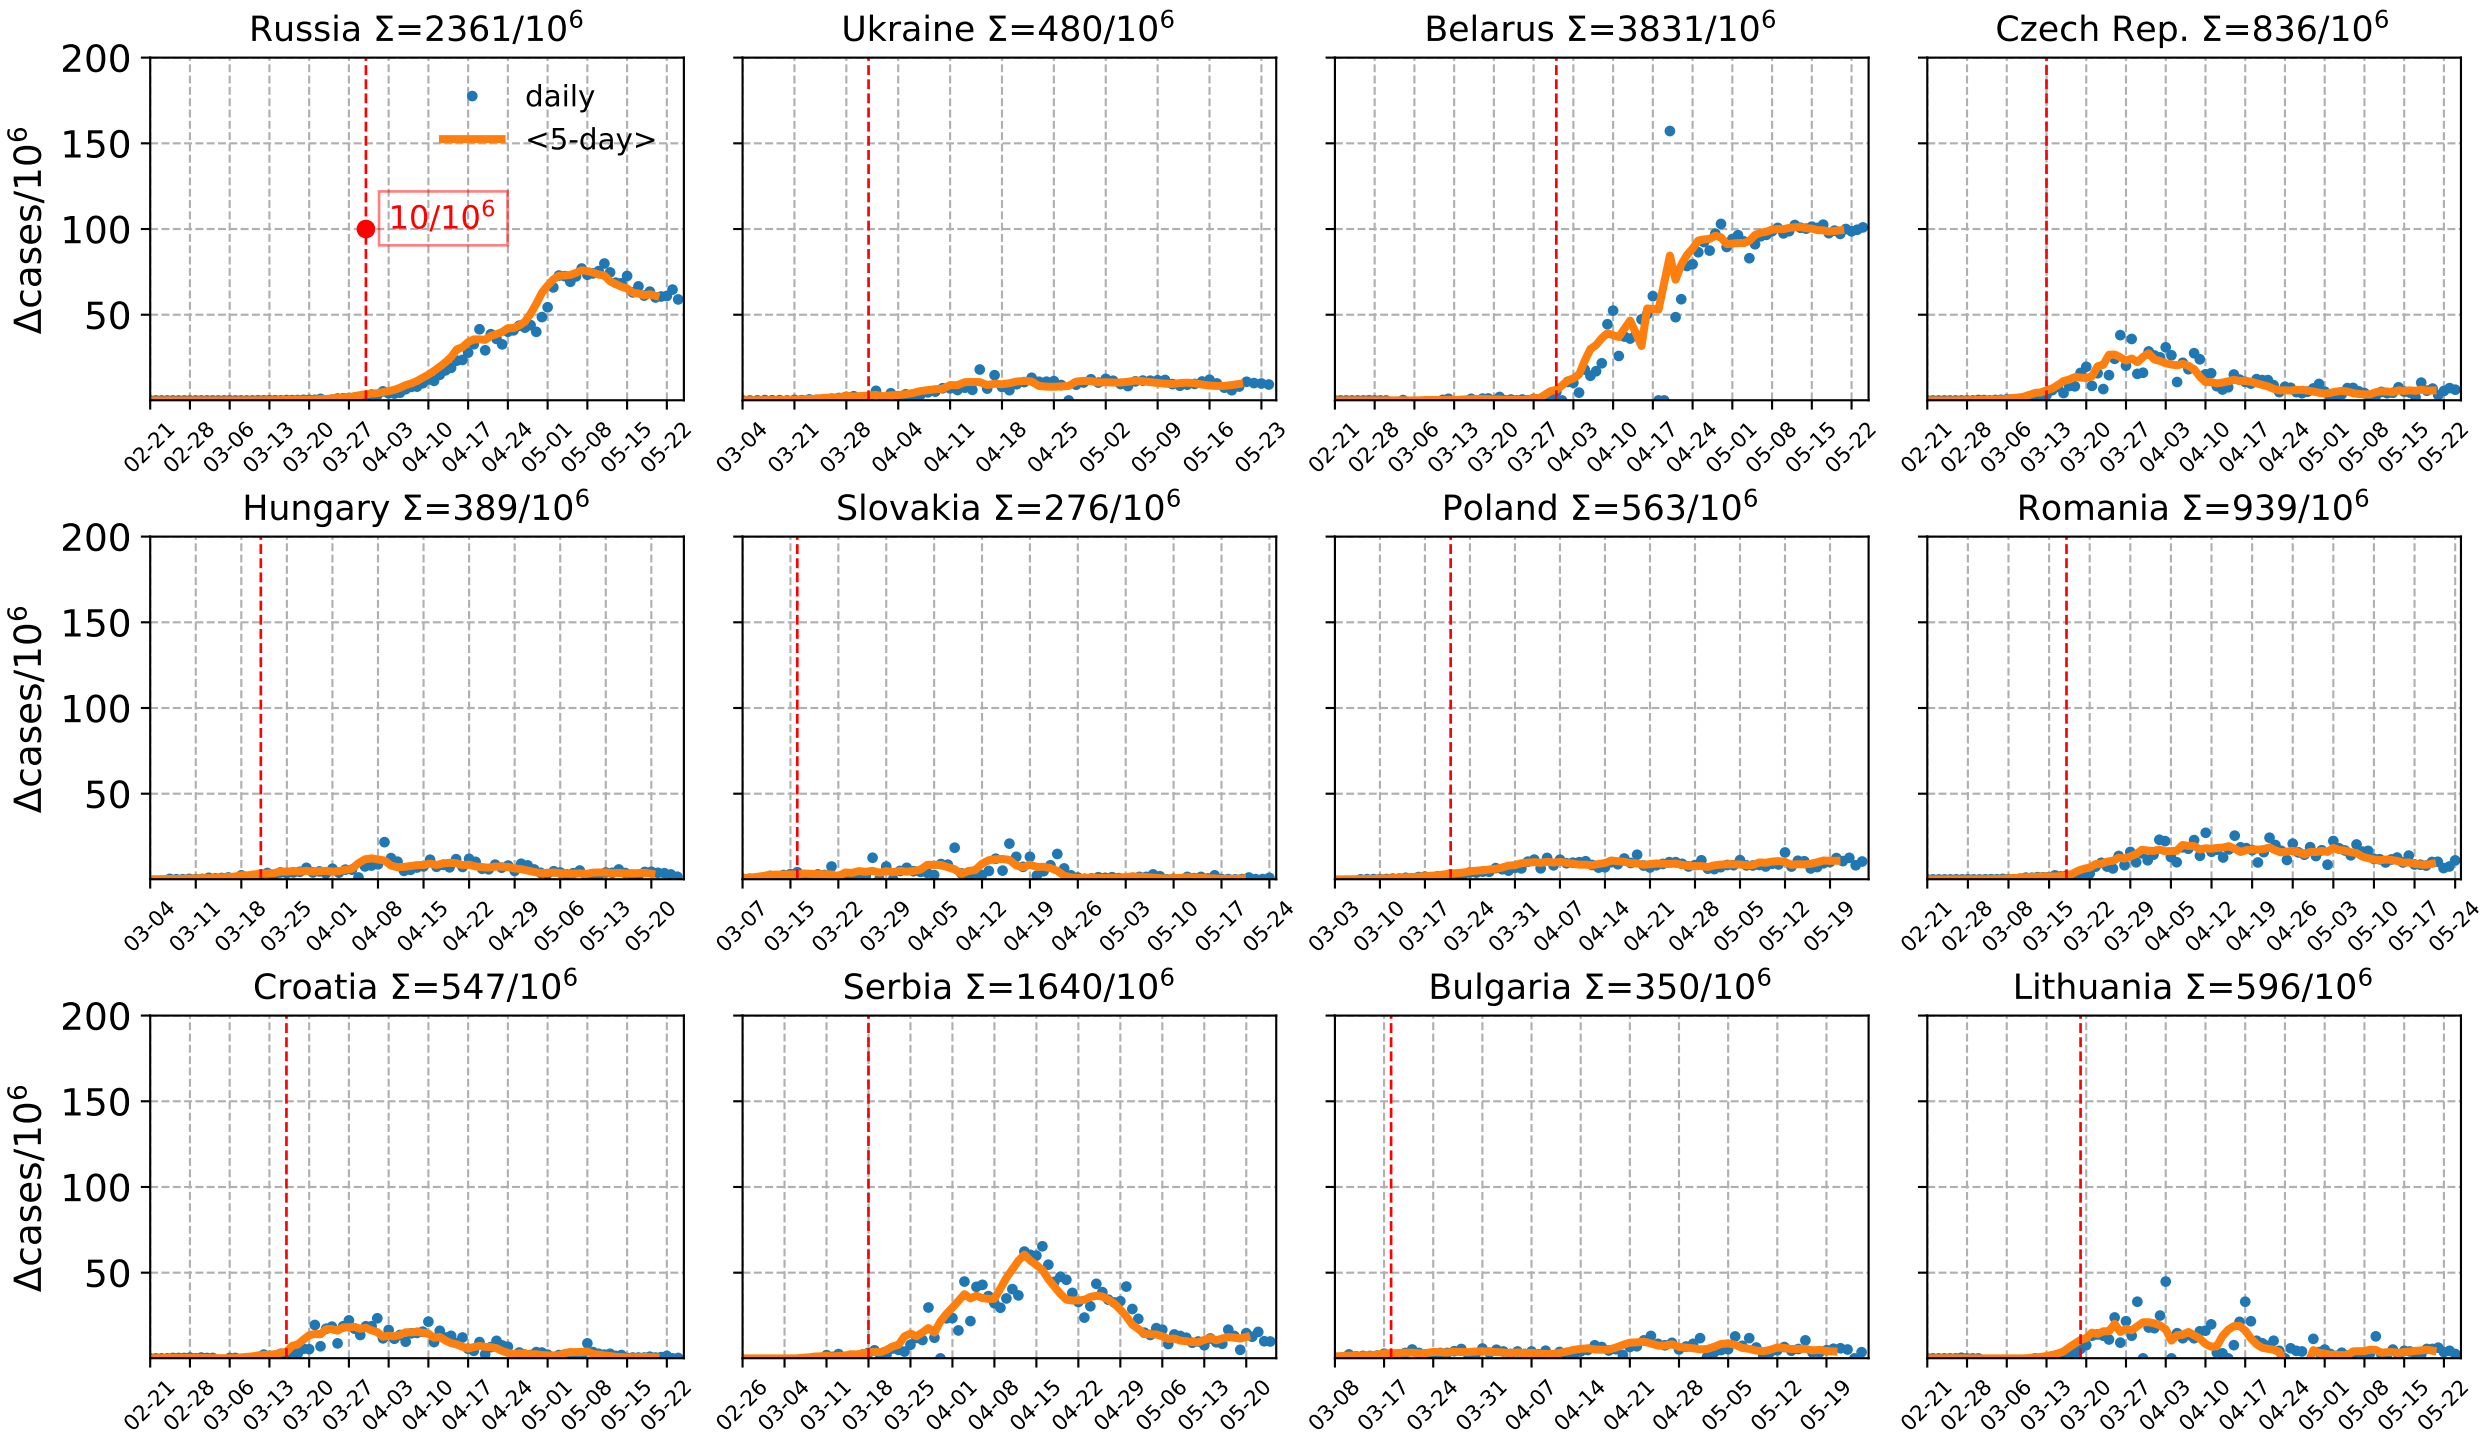 Russia Σ=2361/10⁶
Ukraine Σ=480/10⁶
Belarus Σ=3831/10⁶
Czech Rep. Σ=836/10⁶
Δcases/10⁶
200
150
100
50
daily
<5-day>
10/10⁶
02-21 02-28 03-06 03-13 03-20 03-27 04-03 04-10 04-17 04-24 05-01 05-08 05-15 05-22
03-04 03-21 03-28 04-04 04-11 04-18 04-25 05-02 05-09 05-16 05-23
02-21 02-28 03-06 03-13 03-20 03-27 04-03 04-10 04-17 04-24 05-01 05-08 05-15 05-22
02-21 02-28 03-06 03-13 03-20 03-27 04-03 04-10 04-17 04-24 05-01 05-08 05-15 05-22
Hungary Σ=389/10⁶
Slovakia Σ=276/10⁶
Poland Σ=563/10⁶
Romania Σ=939/10⁶
Δcases/10⁶
200
150
100
50
03-04 03-11 03-18 03-25 04-01 04-08 04-15 04-22 04-29 05-06 05-13 05-20
03-07 03-15 03-22 03-29 04-05 04-12 04-19 04-26 05-03 05-10 05-17 05-24
03-03 03-10 03-17 03-24 03-31 04-07 04-14 04-21 04-28 05-05 05-12 05-19
02-21 02-28 03-08 03-15 03-22 03-29 04-05 04-12 04-19 04-26 05-03 05-10 05-17 05-24
Croatia Σ=547/10⁶
Serbia Σ=1640/10⁶
Bulgaria Σ=350/10⁶
Lithuania Σ=596/10⁶
Δcases/10⁶
200
150
100
50
02-21 02-28 03-06 03-13 03-20 03-27 04-03 04-10 04-17 04-24 05-01 05-08 05-15 05-22
02-26 03-04 03-11 03-18 03-25 04-01 04-08 04-15 04-22 04-29 05-06 05-13 05-20
03-08 03-17 03-24 03-31 04-07 04-14 04-21 04-28 05-05 05-12 05-19
02-21 02-28 03-06 03-13 03-20 03-27 04-03 04-10 04-17 04-24 05-01 05-08 05-15 05-22